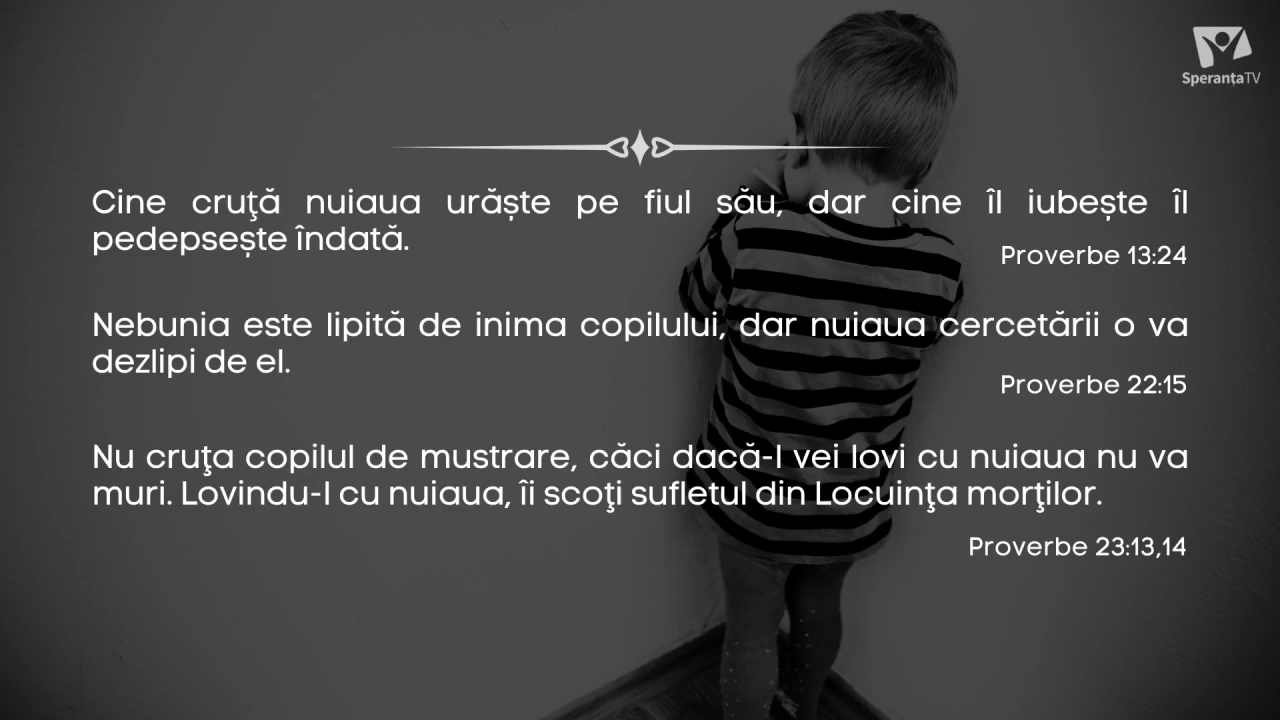 SperanțaTV
Cine cruţă nuiaua urăște pe fiul său, dar cine îl iubește îl
pedepsește îndată.
Proverbe 13:24
Nebunia este lipită de inima copilului, dar nuiaua cercetării o va
dezlipi de el.
Proverbe 22:15
Nu cruţa copilul de mustrare, căci dacă-l vei lovi cu nuiaua nu va
muri. Lovindu-l cu nuiaua, îi scoţi sufletul din Locuinţa morţilor.
Proverbe 23:13,14